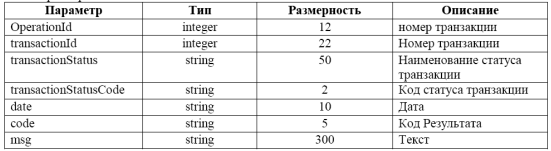 Параметр Тип Размерность Описание
OperationId integer 12 номер транзакции
transactionId integer 22 Номер транзкции
transactionStatus string 50 Наименование статуса
транзакции
transactionStatusCode string 2 Код статуса транзакции
date string 10 Дата
code string 5 Код Результата
msg string 300 Текст